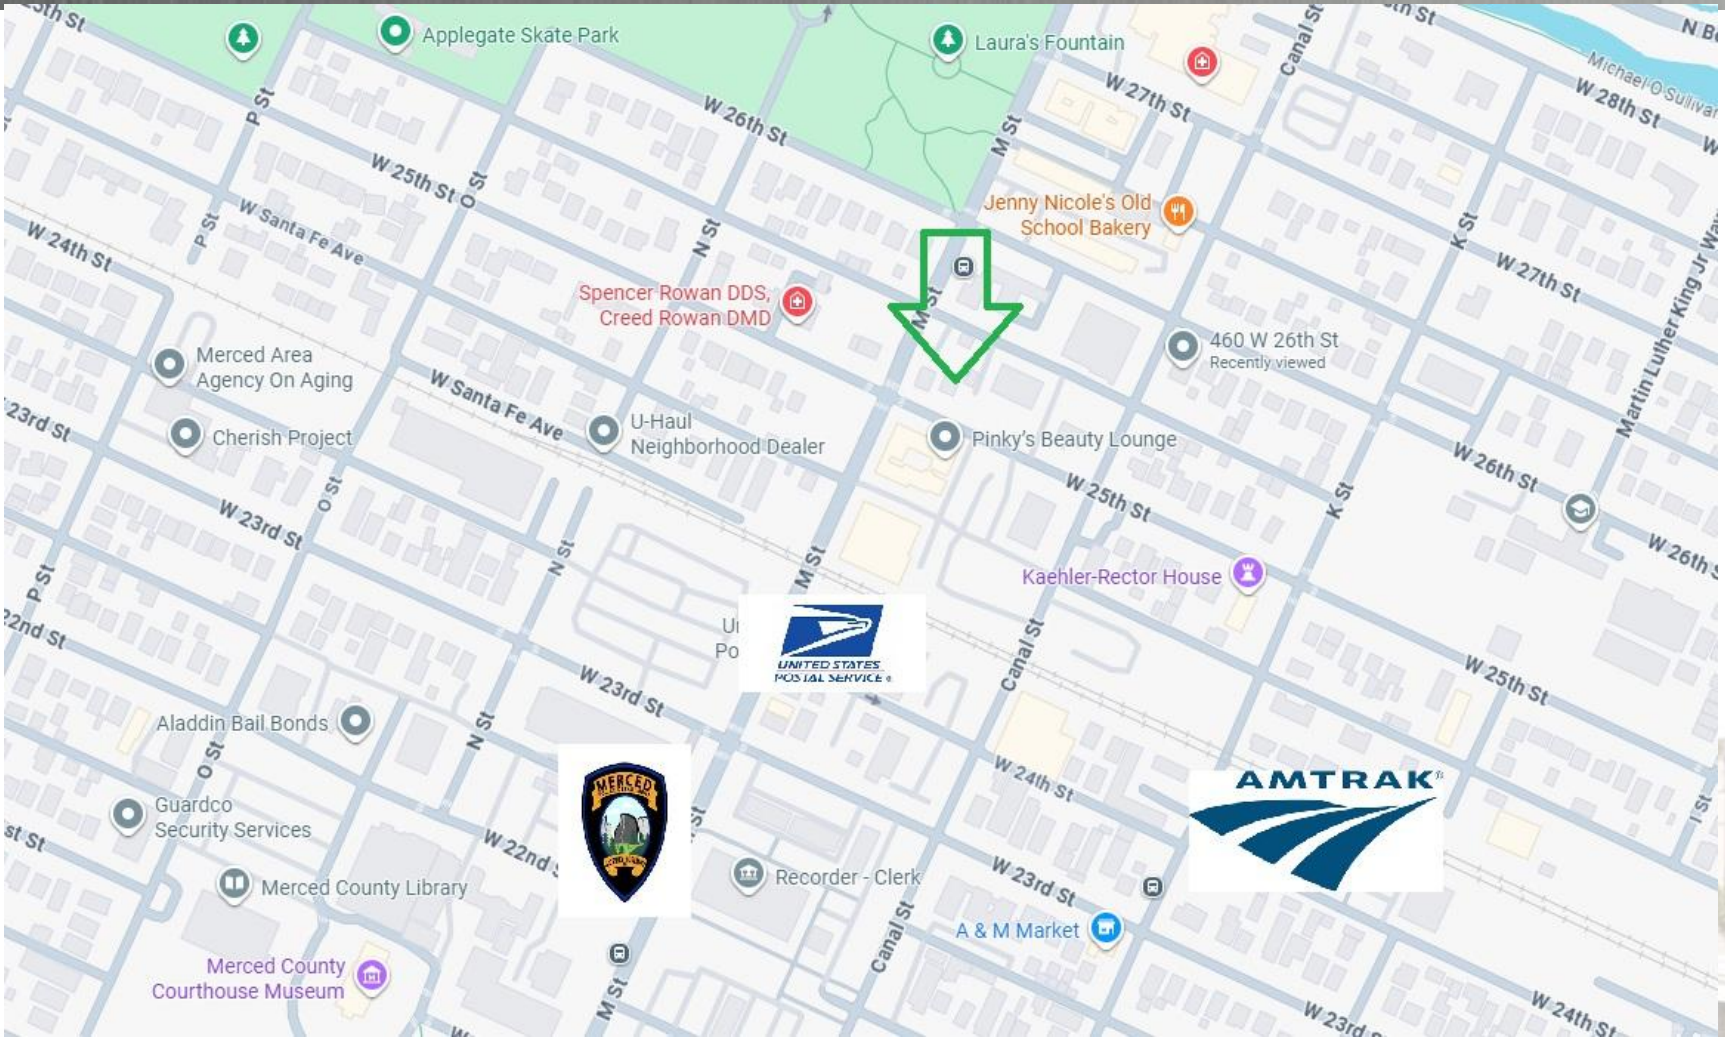 W 28th St
Applegate Skate Park
Laura's Fountain
Canal St
Michael O Sullivan
W 28th St
W 27th St
W 26th St
P St
M St
W 25th St
O St
Jenny Nicole's Old
School Bakery
K St
W Santa Fe Ave
P St
N St
W 24th St
W 27th St
Martin Luther King Jr Way
Spencer Rowan DDS,
Creed Rowan DMD
M St
460 W 26th St
Recently viewed
Merced Area
Agency On Aging
W Santa Fe Ave
U-Haul
Neighborhood Dealer
23rd St
Cherish Project
Pinky's Beauty Lounge
W 26th St
W 25th St
K St
O St
W 23rd St
W 26th S
N St
M St
Kaehler-Rector House
P St
22nd St
UNITED STATES
POSTAL SERVICE ®
Canal St
W 25th St
W 23rd St
Aladdin Bail Bonds
N St
O St
W 24th St
AMTRAK®
MERCED
Guardco
Security Services
I St
W 22nd S
Merced County Library
Recorder - Clerk
W 23rd St
A & M Market
Canal St
Merced County
Courthouse Museum
M St
W 24th St
W 23rd S